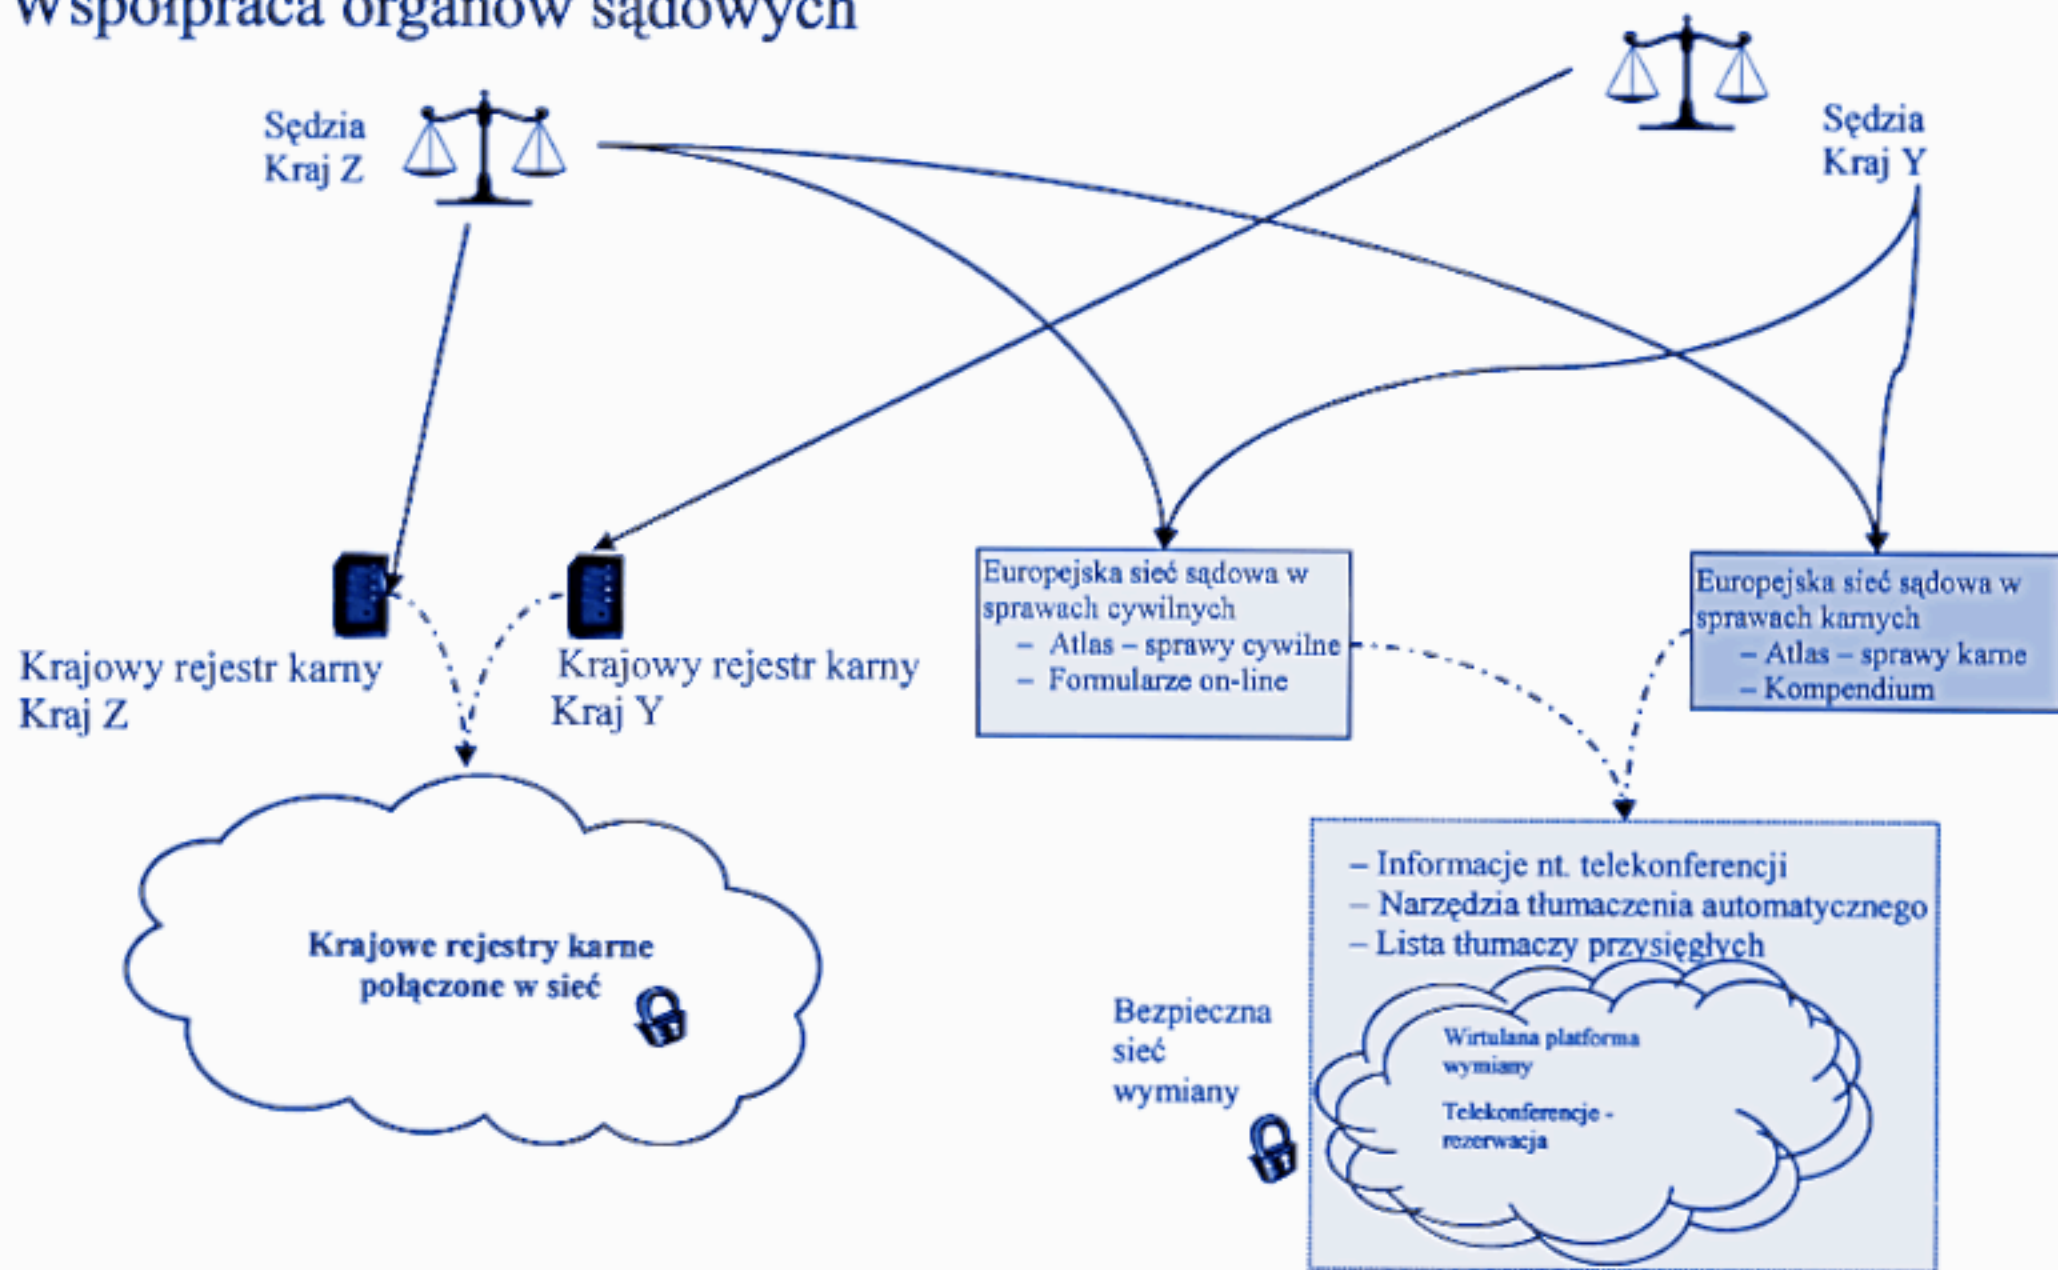 Współpraca organów sądowych
Sędzia
Kraj Z
Sędzia
Kraj Y
Krajowy rejestr karny
Kraj Z
Krajowy rejestr karny
Kraj Y
Europejska sieć sądowa w
sprawach cywilnych
– Atlas – sprawy cywilne
– Formularze on-line
Europejska sieć sądowa w
sprawach karnych
– Atlas – sprawy karne
– Kompendium
Krajowe rejestry karne
połączone w sieć
– Informacje nt. telekonferencji
– Narzędzia tłumaczenia automatycznego
– Lista tłumaczy przysięgłych
Bezpieczna
sieć
wymiany
Wirtulana platforma
wymiany
Telekonferencje -
rezerwacja